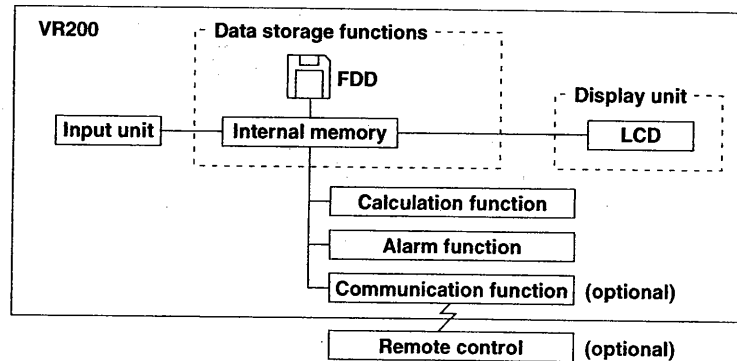 VR200
Data storage functions
FDD
Display unit
Input unit
Internal memory
LCD
Calculation function
Alarm function
Communication function (optional)
Remote control (optional)